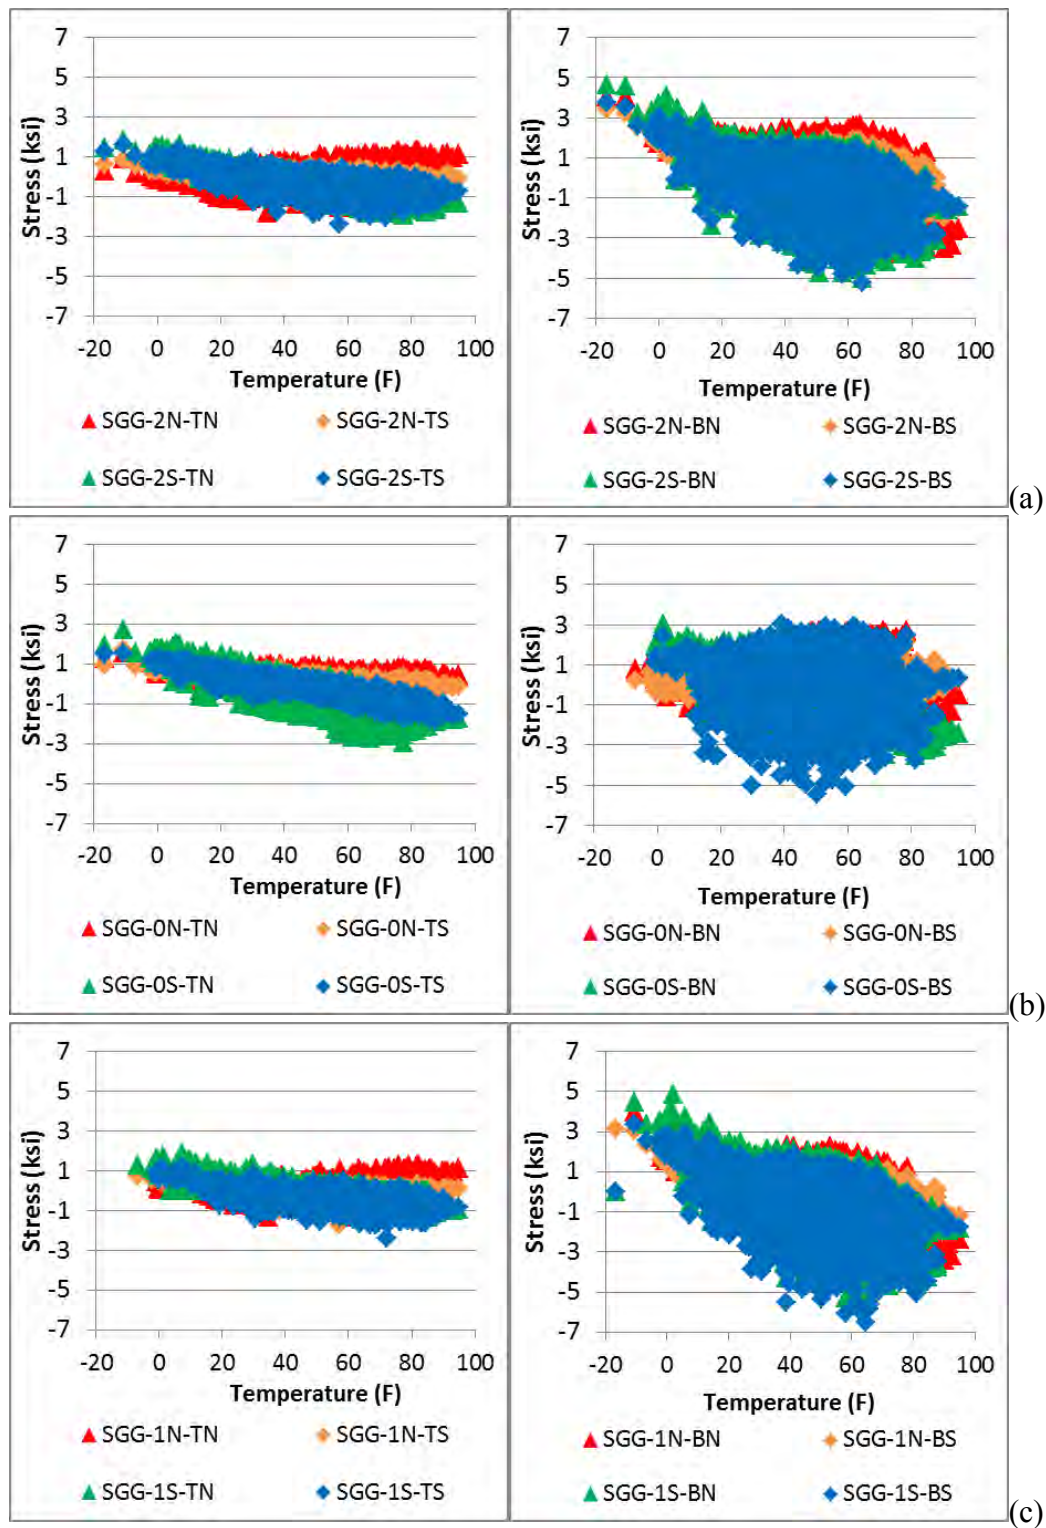 7
5
3
1
-1
-3
-5
-7
Stress (ksi)
-20 0 20 40 60 80 100
Temperature (F)
SGG-2N-TN SGG-2N-TS
SGG-2S-TN SGG-2S-TS
7
5
3
1
-1
-3
-5
-7
Stress (ksi)
-20 0 20 40 60 80 100
Temperature (F)
SGG-2N-BN SGG-2N-BS
SGG-2S-BN SGG-2S-BS
(a)
7
5
3
1
-1
-3
-5
-7
Stress (ksi)
-20 0 20 40 60 80 100
Temperature (F)
SGG-0N-TN SGG-0N-TS
SGG-0S-TN SGG-0S-TS
7
5
3
1
-1
-3
-5
-7
Stress (ksi)
-20 0 20 40 60 80 100
Temperature (F)
SGG-0N-BN SGG-0N-BS
SGG-0S-BN SGG-0S-BS
(b)
7
5
3
1
-1
-3
-5
-7
Stress (ksi)
-20 0 20 40 60 80 100
Temperature (F)
SGG-1N-TN SGG-1N-TS
SGG-1S-TN SGG-1S-TS
7
5
3
1
-1
-3
-5
-7
Stress (ksi)
-20 0 20 40 60 80 100
Temperature (F)
SGG-1N-BN SGG-1N-BS
SGG-1S-BN SGG-1S-BS
(c)